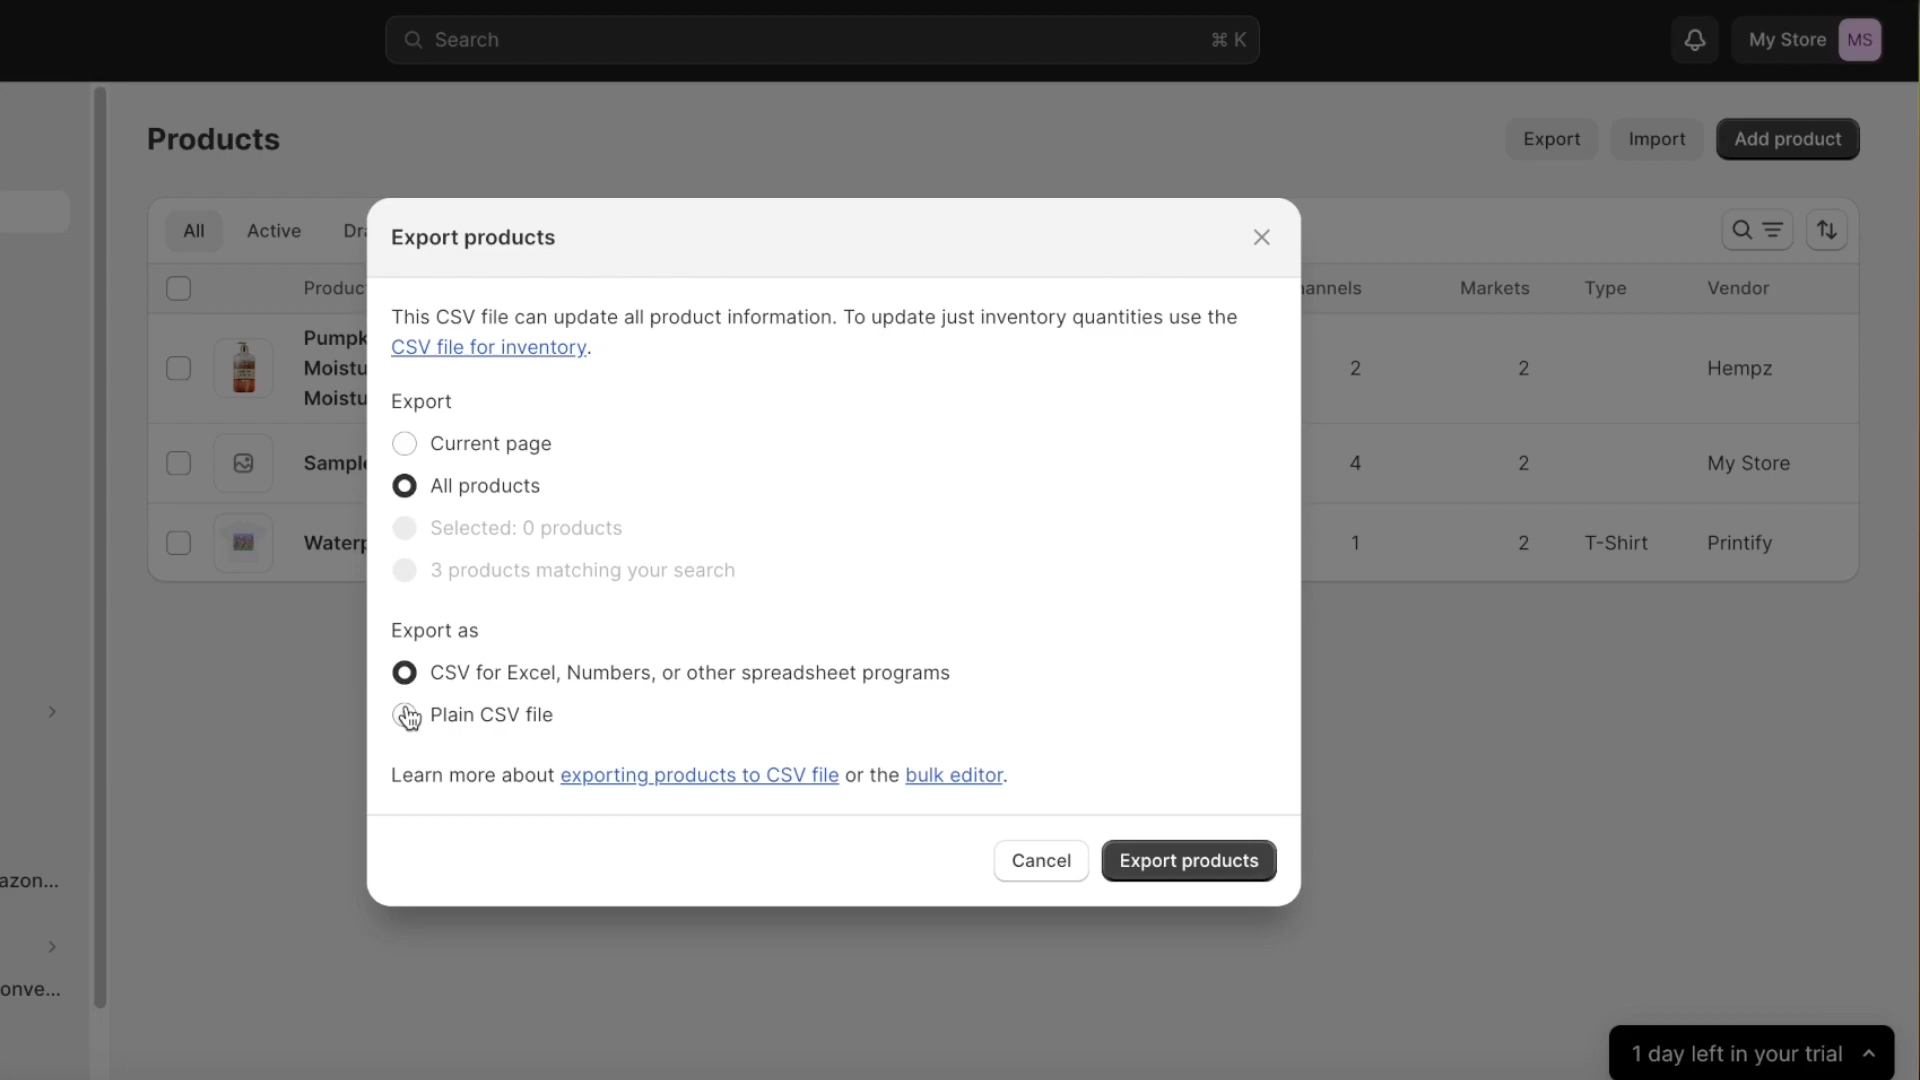 Search
⌘ K
My Store
MS
Products
Export
Import
Add product
All
Active
Export products
Markets
Type
Vendor
This CSV file can update all product information. To update just inventory quantities use the
CSV file for inventory.
2
2
Hempz
Export
Current page
All products
4
2
My Store
Selected: 0 products
3 products matching your search
1
2
T-Shirt
Printify
Export as
CSV for Excel, Numbers, or other spreadsheet programs
Plain CSV file
Learn more about exporting products to CSV file or the bulk editor.
Cancel
Export products
azon...
onve...
1 day left in your trial